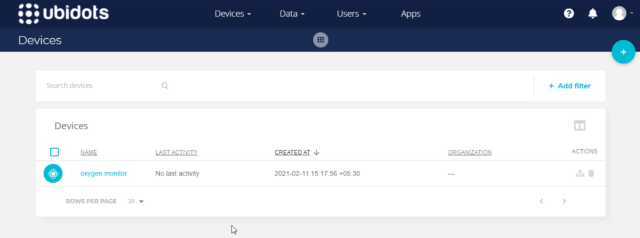 ubidots
Devices Data Users Apps
Devices
Search devices
+ Add filter
Devices
NAME LAST ACTIVITY CREATED AT ORGANIZATION ACTIONS
oxygen monitor No last activity 2021-02-11 15:17:56 +05:30 —
ROWS PER PAGE 30